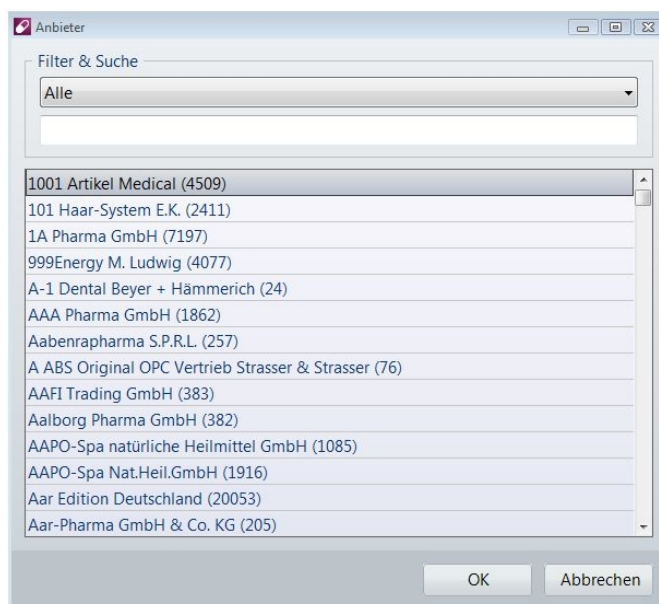 Anbieter
Filter & Suche
Alle
1001 Artikel Medical (4509)
101 Haar-System E.K. (2411)
1A Pharma GmbH (7197)
999Energy M. Ludwig (4077)
A-1 Dental Beyer + Hämmerich (24)
AAA Pharma GmbH (1862)
Aabenrapharma S.P.R.L. (257)
A ABS Original OPC Vertrieb Strasser & Strasser (76)
AAFI Trading GmbH (383)
Aalborg Pharma GmbH (382)
AAPO-Spa natürliche Heilmittel GmbH (1085)
AAPO-Spa Nat.Heil.GmbH (1916)
Aar Edition Deutschland (20053)
Aar-Pharma GmbH & Co. KG (205)
OK Abbrechen